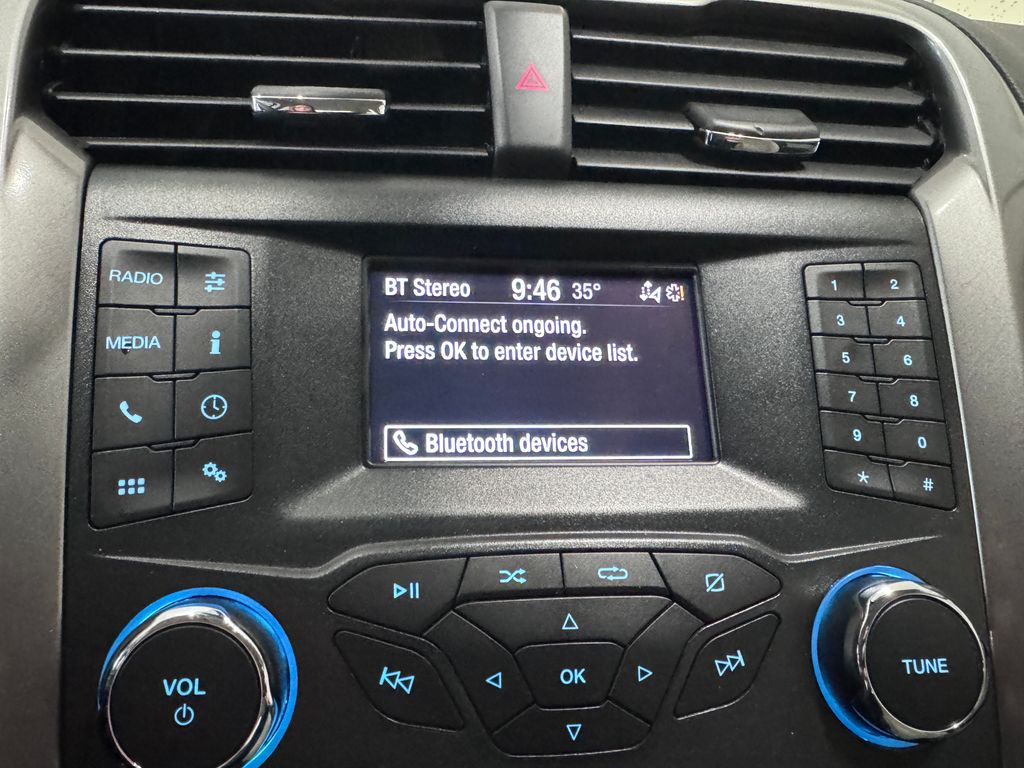 BT Stereo 9:46 35°
Auto-Connect ongoing.
Press OK to enter device list.
Bluetooth devices
RADIO
MEDIA
1 2
3 4
5 6
7 8
9 0
* #
OK
VOL
TUNE